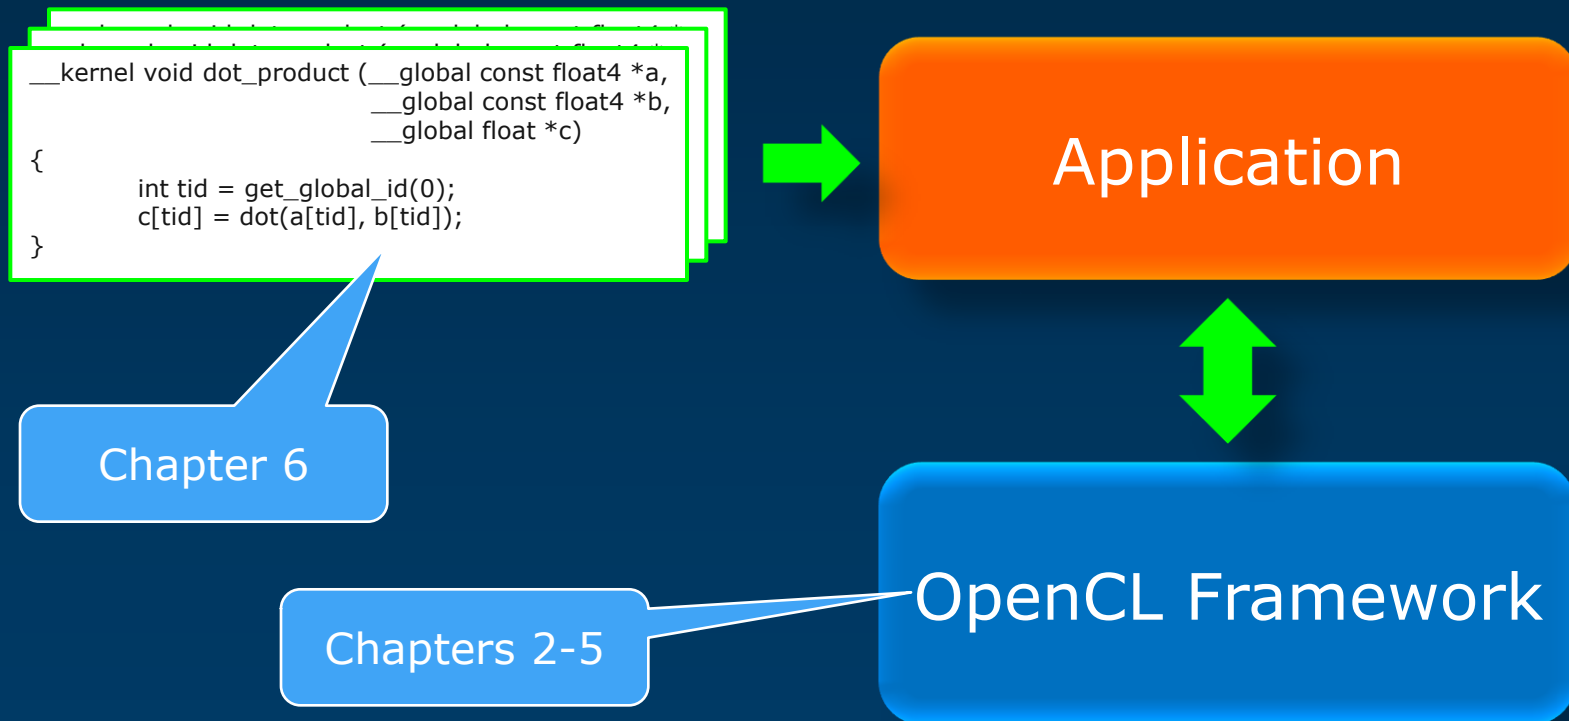 __kernel void dot_product (__global const float4 *a,
__global const float4 *b,
__global float *c)
{
int tid = get_global_id(0);
c[tid] = dot(a[tid], b[tid]);
}
Application
Chapter 6
OpenCL Framework
Chapters 2-5